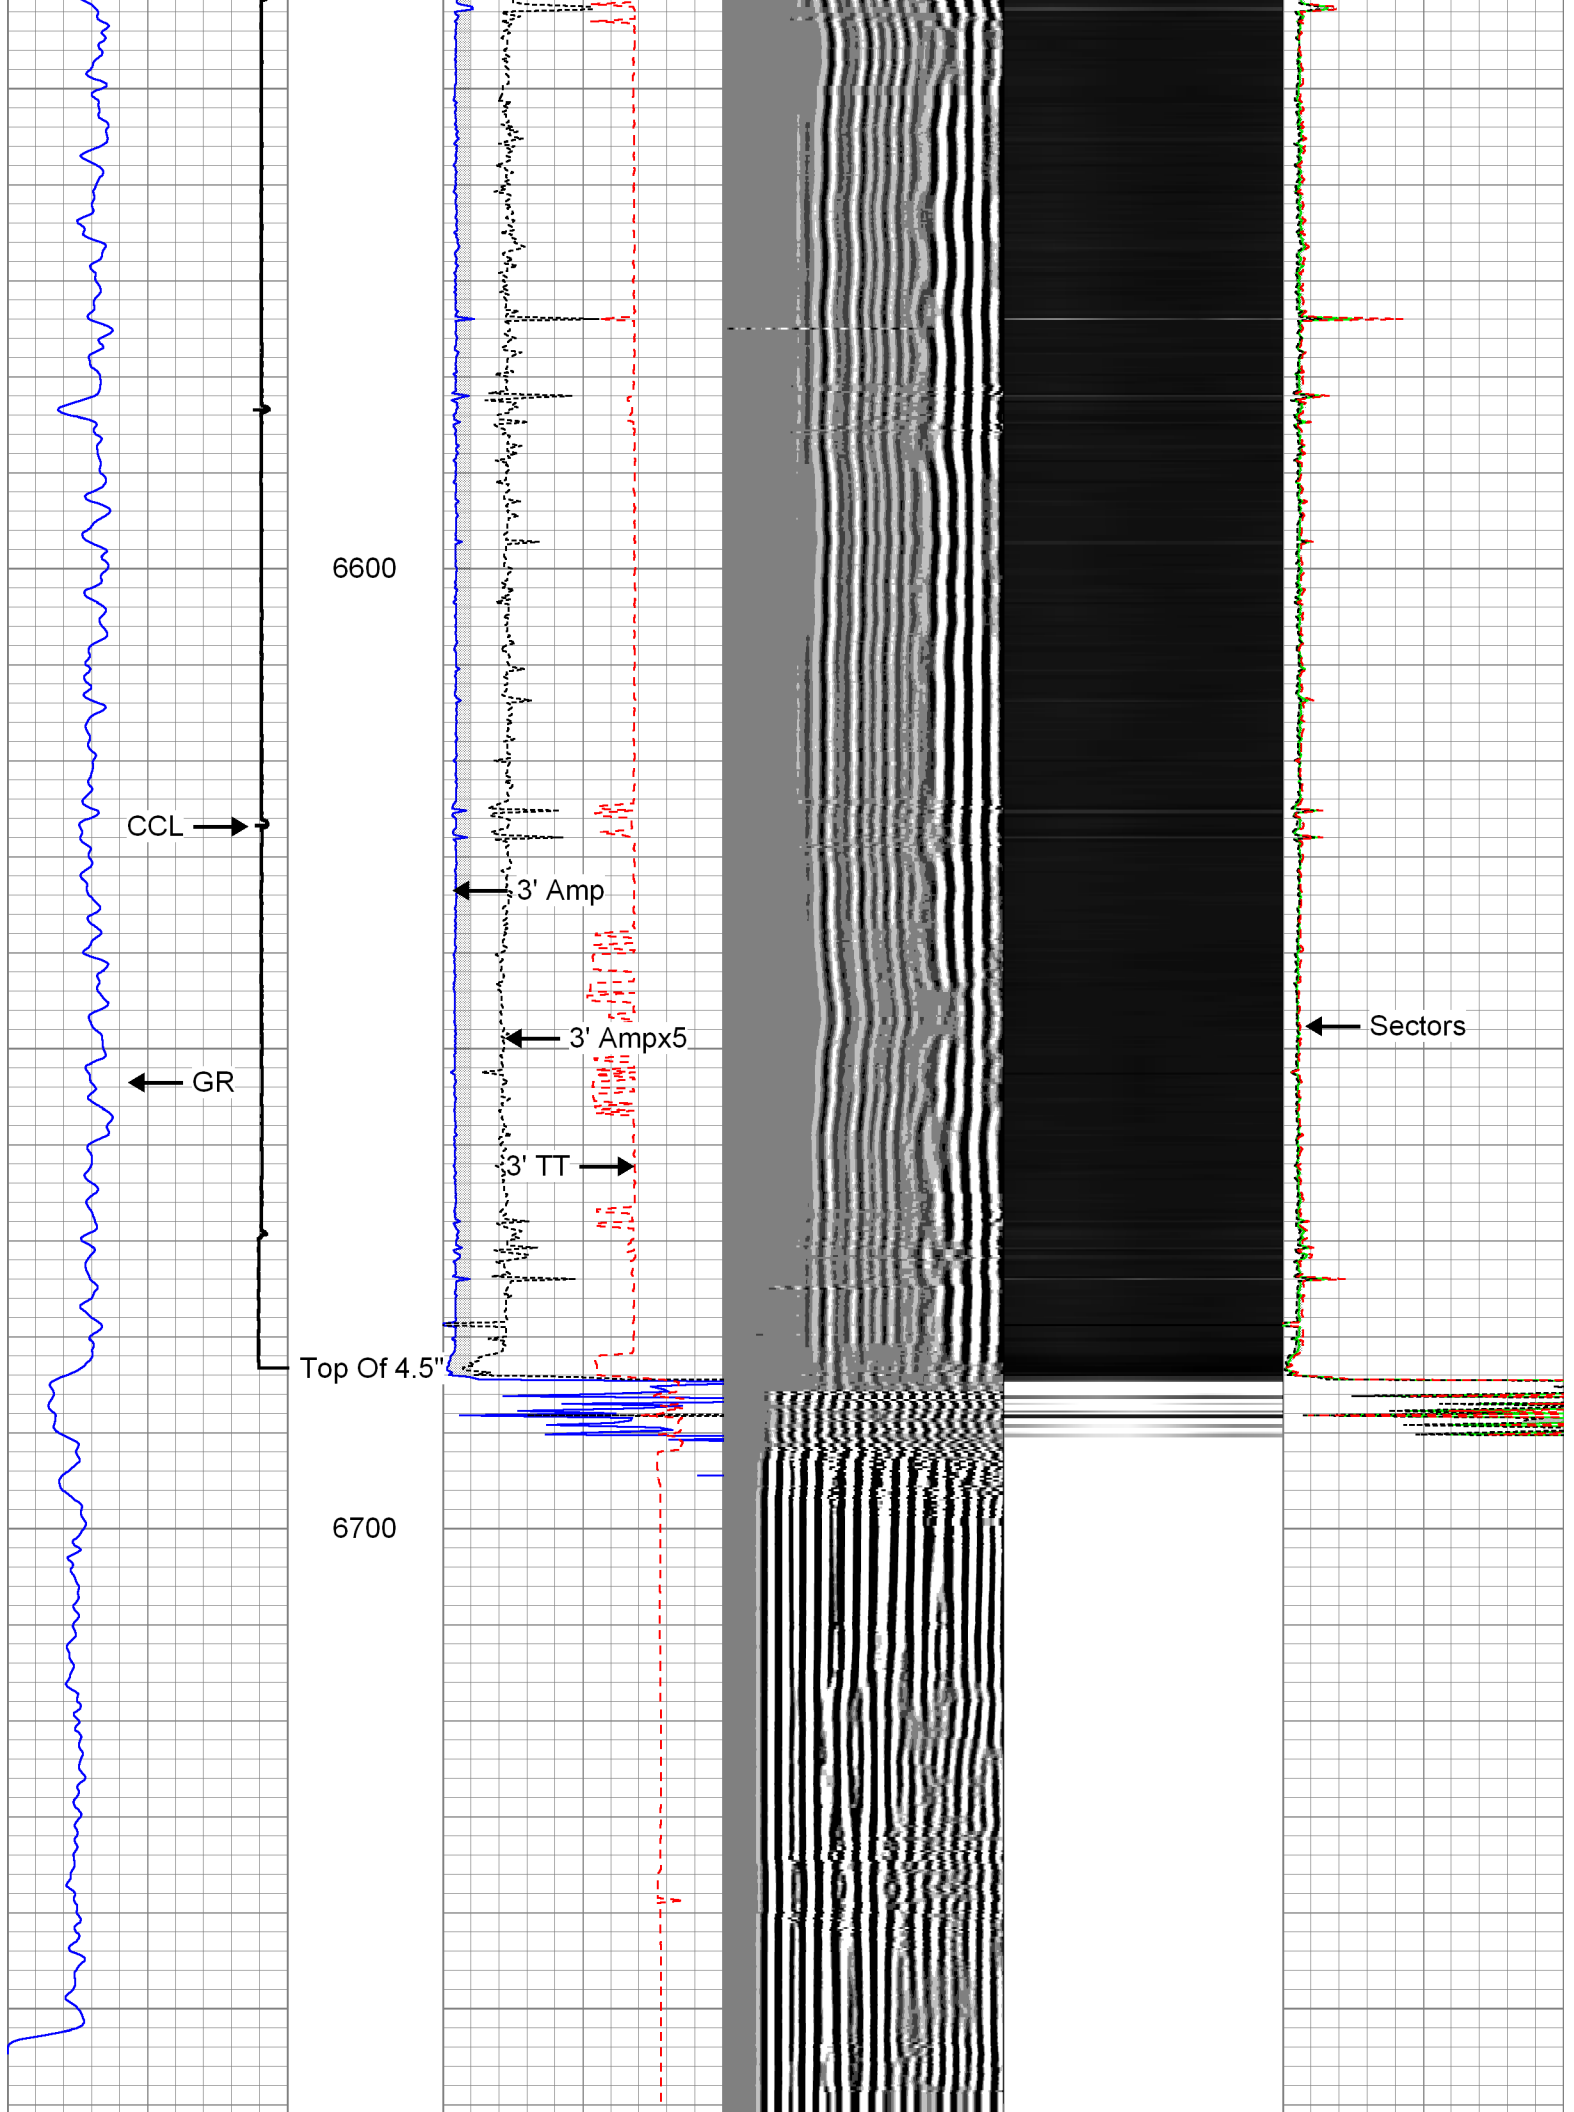 6600
CCL
3' Amp
Sectors
3' Ampx5
GR
3' TT
Top Of 4.5"
6700